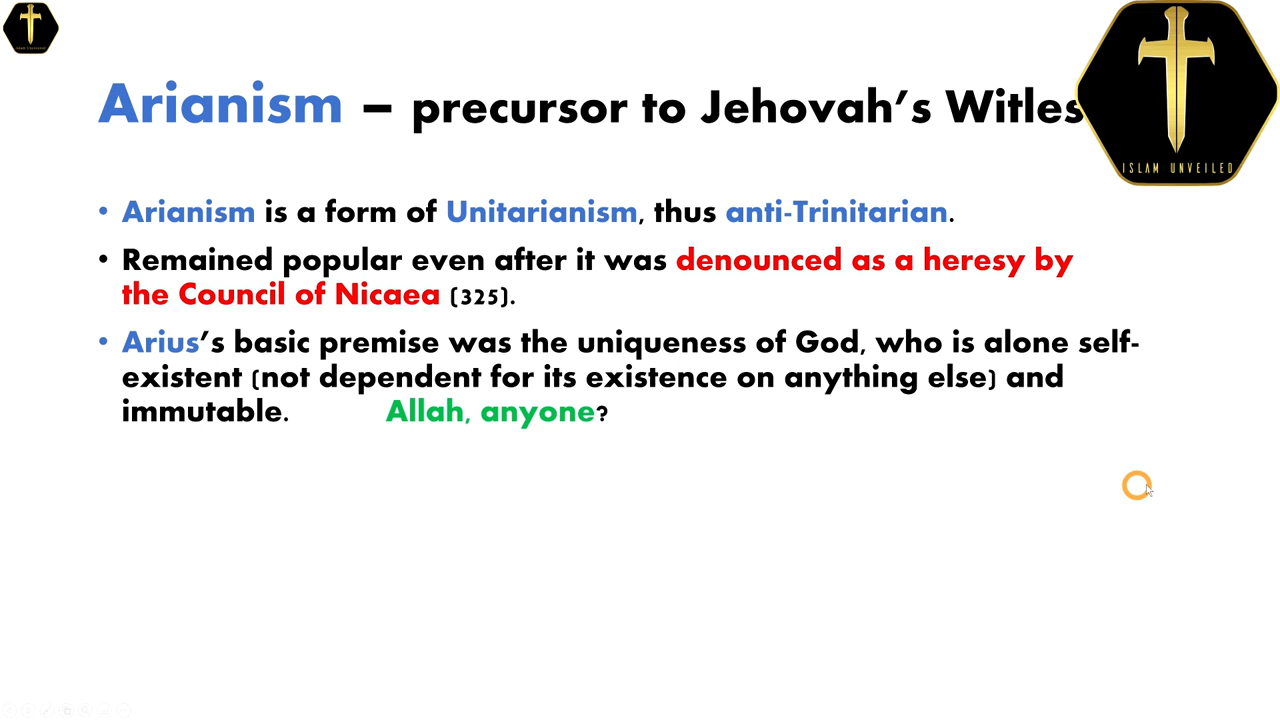 Arianism – precursor to Jehovah's Witles
ISLAM UNVEILED
• Arianism is a form of Unitarianism, thus anti-Trinitarian.
• Remained popular even after it was denounced as a heresy by
the Council of Nicaea (325).
• Arius's basic premise was the uniqueness of God, who is alone self-
existent (not dependent for its existence on anything else) and
immutable. Allah, anyone?